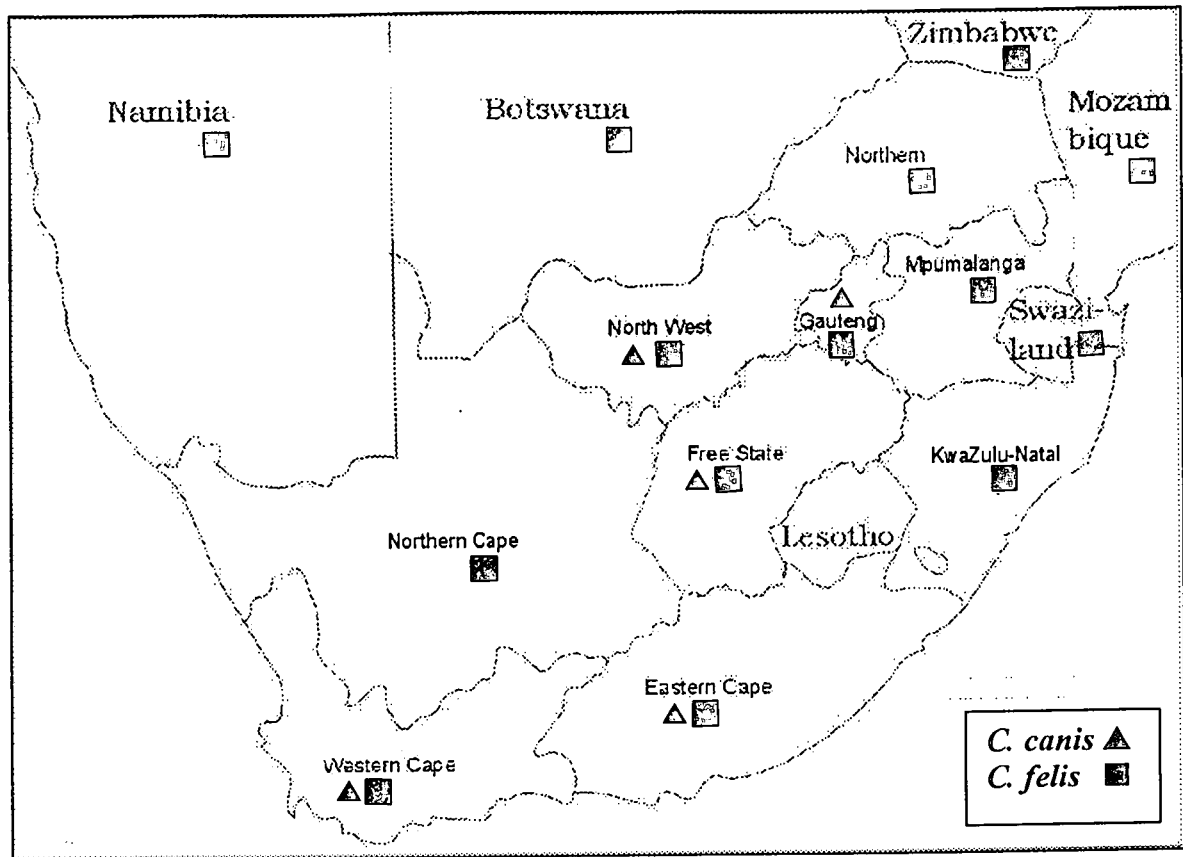 Zimbabwe
Namibia
Botswana
Mozam
bique
Northern
Mpumalanga
North West
Gauteng
Swazi-
land
Free State
KwaZulu-Natal
Lesotho
Northern Cape
Eastern Cape
Western Cape
C. canis
C. felis